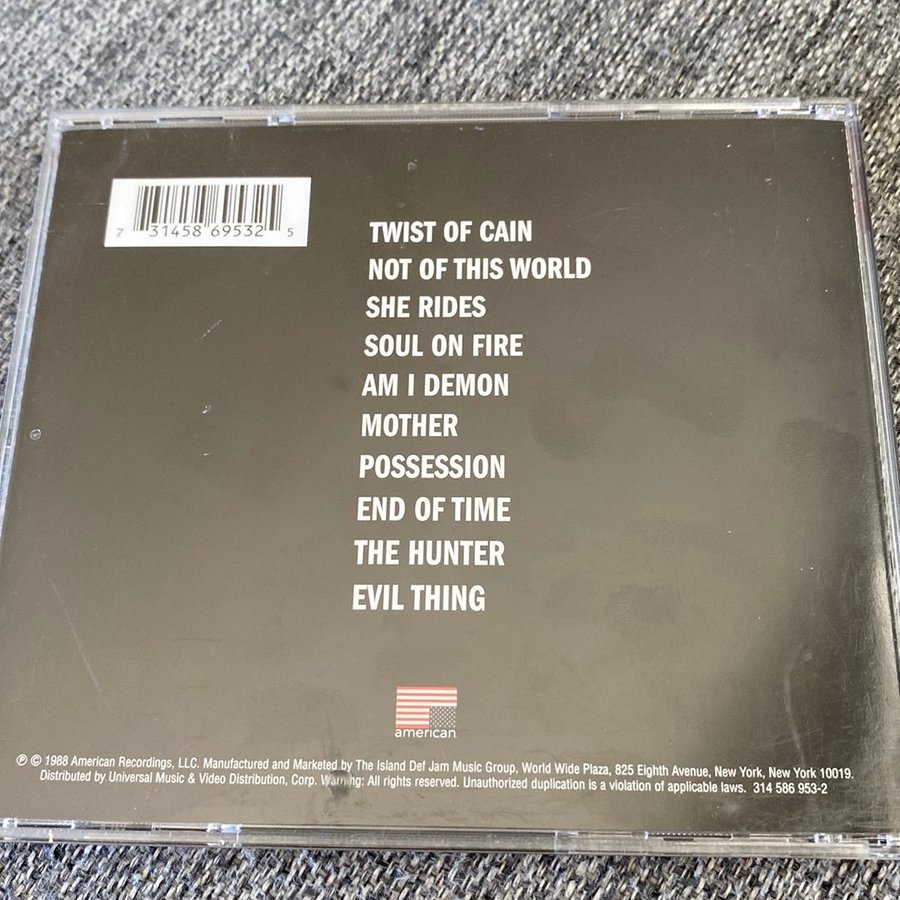 7 31458 69532 5
TWIST OF CAIN
NOT OF THIS WORLD
SHE RIDES
SOUL ON FIRE
AM I DEMON
MOTHER
POSSESSION
END OF TIME
THE HUNTER
EVIL THING
american
℗ © 1988 American Recordings, LLC. Manufactured and Marketed by The Island Def Jam Music Group, World Wide Plaza, 825 Eighth Avenue, New York, New York 10019.
Distributed by Universal Music & Video Distribution, Corp. Warning: All rights reserved. Unauthorized duplication is a violation of applicable laws. 314 586 953-2